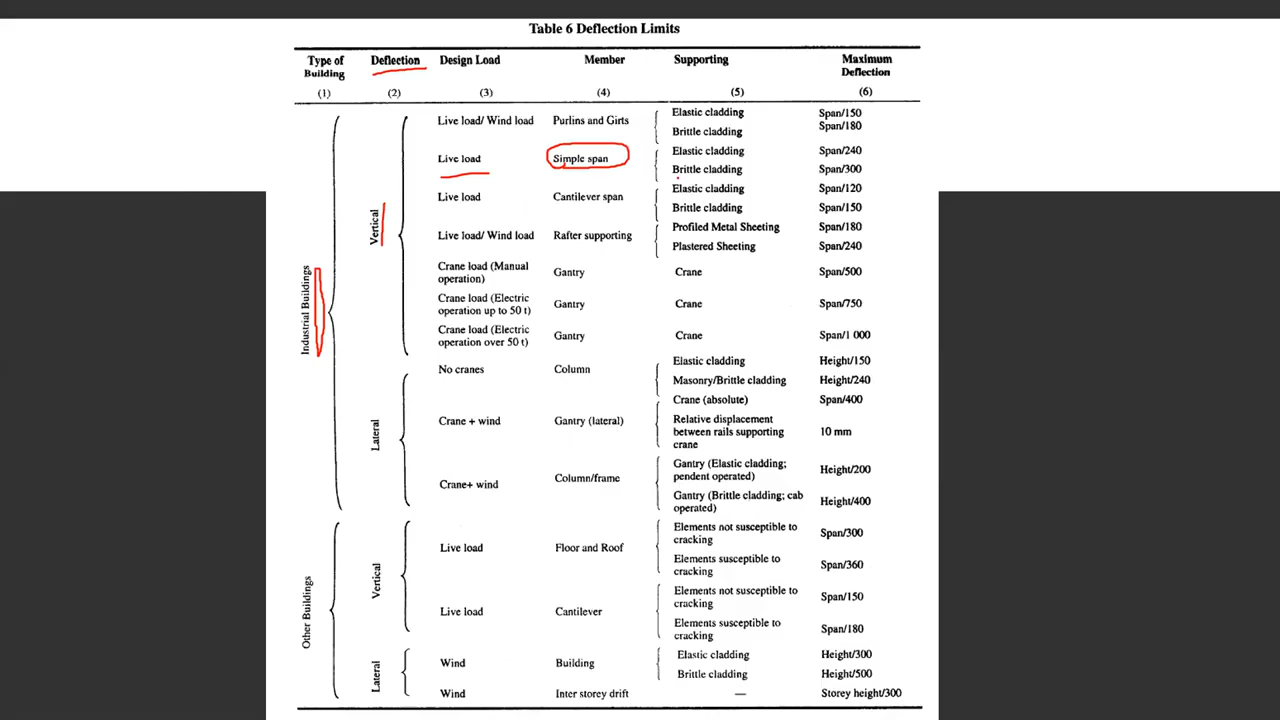 Table 6 Deflection Limits
Type of Building Deflection Design Load Member Supporting Maximum Deflection
(1) (2) (3) (4) (5) (6)
Industrial Buildings
Vertical
Live load/ Wind load Purlins and Girts Elastic cladding Span/150
Brittle cladding Span/180
Live load Simple span Elastic cladding Span/240
Brittle cladding Span/300
Live load Cantilever span Elastic cladding Span/120
Brittle cladding Span/150
Live load/ Wind load Rafter supporting Profiled Metal Sheeting Span/180
Plastered Sheeting Span/240
Crane load (Manual operation) Gantry Crane Span/500
Crane load (Electric operation up to 50 t) Gantry Crane Span/750
Crane load (Electric operation over 50 t) Gantry Crane Span/1 000
Lateral
No cranes Column Elastic cladding Height/150
Masonry/Brittle cladding Height/240
Crane + wind Gantry (lateral) Crane (absolute) Span/400
Relative displacement between rails supporting crane 10 mm
Crane+ wind Column/frame Gantry (Elastic cladding; pendent operated) Height/200
Gantry (Brittle cladding; cab operated) Height/400
Other Buildings
Vertical
Live load Floor and Roof Elements not susceptible to cracking Span/300
Elements susceptible to cracking Span/360
Live load Cantilever Elements not susceptible to cracking Span/150
Elements susceptible to cracking Span/180
Lateral
Wind Building Elastic cladding Height/300
Brittle cladding Height/500
Wind Inter storey drift — Storey height/300